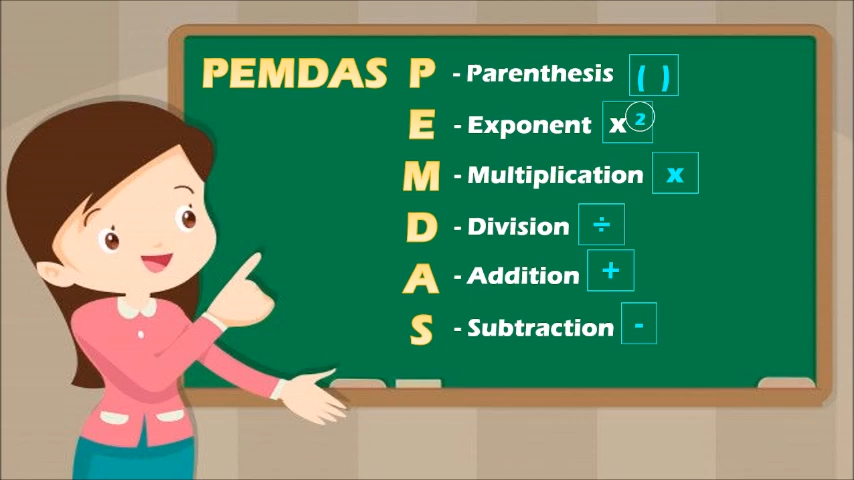 PEMDAS P - Parenthesis ( )
E - Exponent x²
M - Multiplication x
D - Division ÷
A - Addition +
S - Subtraction -